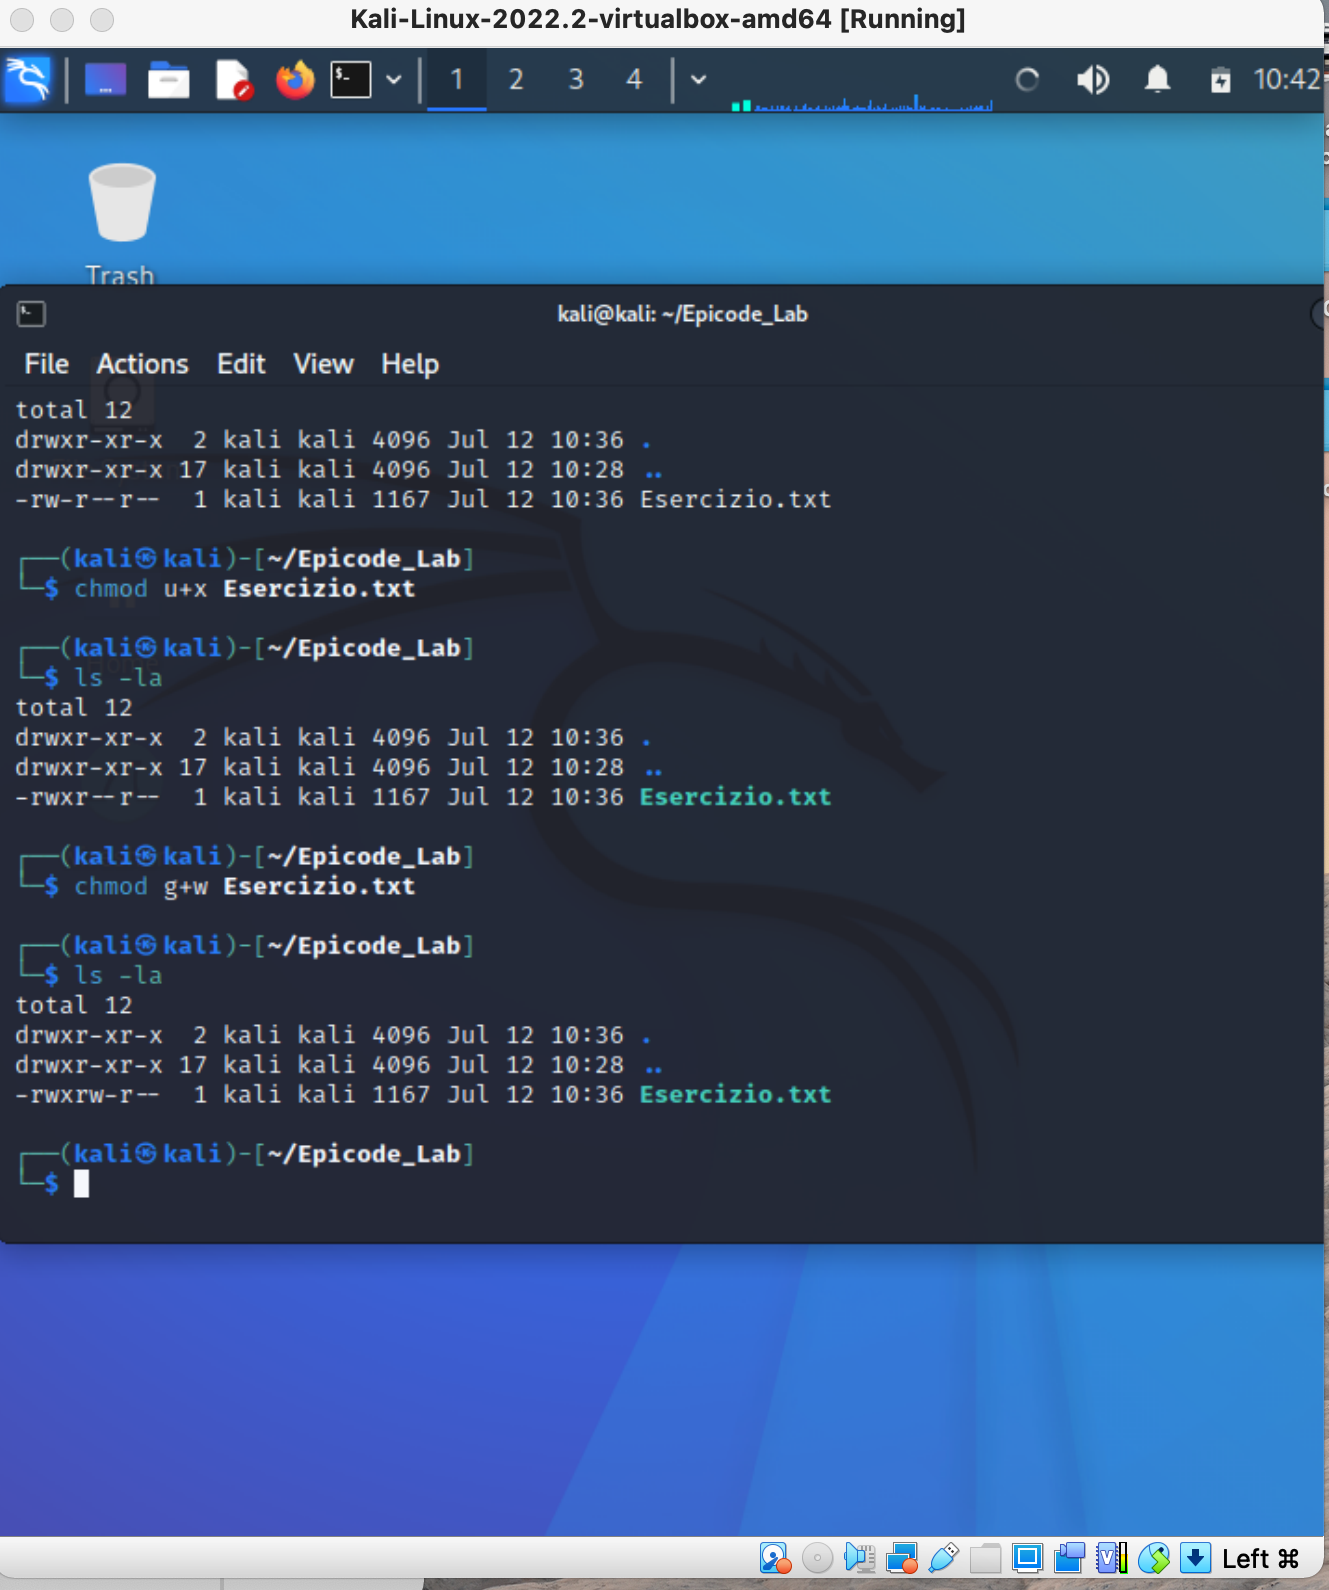 Kali-Linux-2022.2-virtualbox-amd64 [Running]
1 2 3 4 10:42
Trash
kali@kali: ~/Epicode_Lab
File Actions Edit View Help
total 12
drwxr-xr-x  2 kali kali 4096 Jul 12 10:36 .
drwxr-xr-x 17 kali kali 4096 Jul 12 10:28 ..
-rw-r--r--  1 kali kali 1167 Jul 12 10:36 Esercizio.txt
┌──(kali㉿kali)-[~/Epicode_Lab]
└─$ chmod u+x Esercizio.txt
┌──(kali㉿kali)-[~/Epicode_Lab]
└─$ ls -la
total 12
drwxr-xr-x  2 kali kali 4096 Jul 12 10:36 .
drwxr-xr-x 17 kali kali 4096 Jul 12 10:28 ..
-rwxr--r--  1 kali kali 1167 Jul 12 10:36 Esercizio.txt
┌──(kali㉿kali)-[~/Epicode_Lab]
└─$ chmod g+w Esercizio.txt
┌──(kali㉿kali)-[~/Epicode_Lab]
└─$ ls -la
total 12
drwxr-xr-x  2 kali kali 4096 Jul 12 10:36 .
drwxr-xr-x 17 kali kali 4096 Jul 12 10:28 ..
-rwxrw-r--  1 kali kali 1167 Jul 12 10:36 Esercizio.txt
┌──(kali㉿kali)-[~/Epicode_Lab]
└─$
Left ⌘